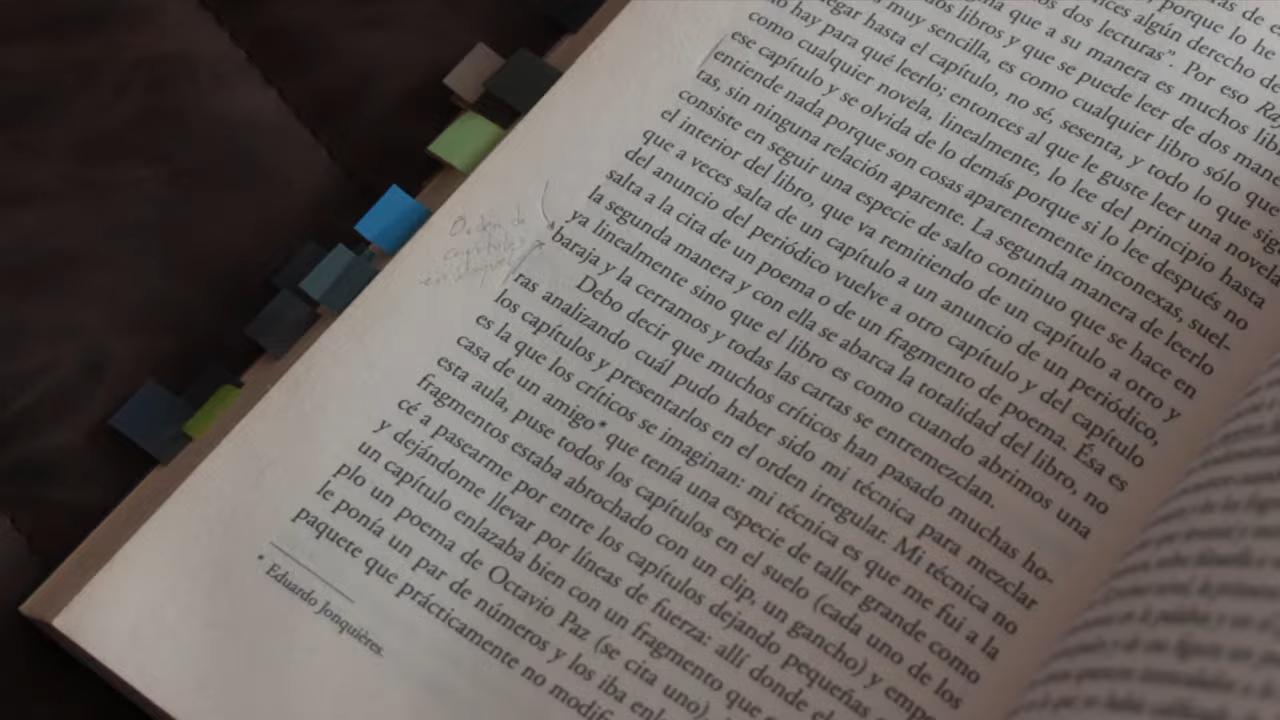 porque lo he
nces algún derecho de
os dos lecturas". Por eso
ina que a su manera es muchos
dos libros y que se puede leer de dos
s muy sencilla, es como cualquier libro sólo que
egar hasta el capítulo, no sé, sesenta, y todo lo que
no hay para qué leerlo; entonces al que le guste leer una novela
como cualquier novela, linealmente, lo lee del principio hasta
ese capítulo y se olvida de lo demás porque si lo lee después no
entiende nada porque son cosas aparentemente inconexas, suel-
tas, sin ninguna relación aparente. La segunda manera de leerlo
consiste en seguir una especie de salto continuo que se hace en
el interior del libro, que va remitiendo de un capítulo a otro y
que a veces salta de un capítulo a un anuncio de un periódico,
del anuncio del periódico vuelve a otro capítulo y del capítulo
salta a la cita de un poema o de un fragmento de poema. Ésa es
la segunda manera y con ella se abarca la totalidad del libro, no
ya linealmente sino que el libro es como cuando abrimos una
baraja y la cerramos y todas las cartas se entremezclan.
Debo decir que muchos críticos han pasado muchas ho-
ras analizando cuál pudo haber sido mi técnica para mezclar
los capítulos y presentarlos en el orden irregular. Mi técnica no
es la que los críticos se imaginan: mi técnica es que me fui a la
casa de un amigo* que tenía una especie de taller grande como
esta aula, puse todos los capítulos en el suelo (cada uno de los
fragmentos estaba abrochado con un clip, un gancho) y empe
cé a pasearme por entre los capítulos dejando pequeñas
y dejándome llevar por líneas de fuerza: allí donde el
un capítulo enlazaba bien con un fragmento que
plo un poema de Octavio Paz (se cita uno),
le ponía un par de números y los iba enl
paquete que prácticamente no modif
* Eduardo Jonquières.